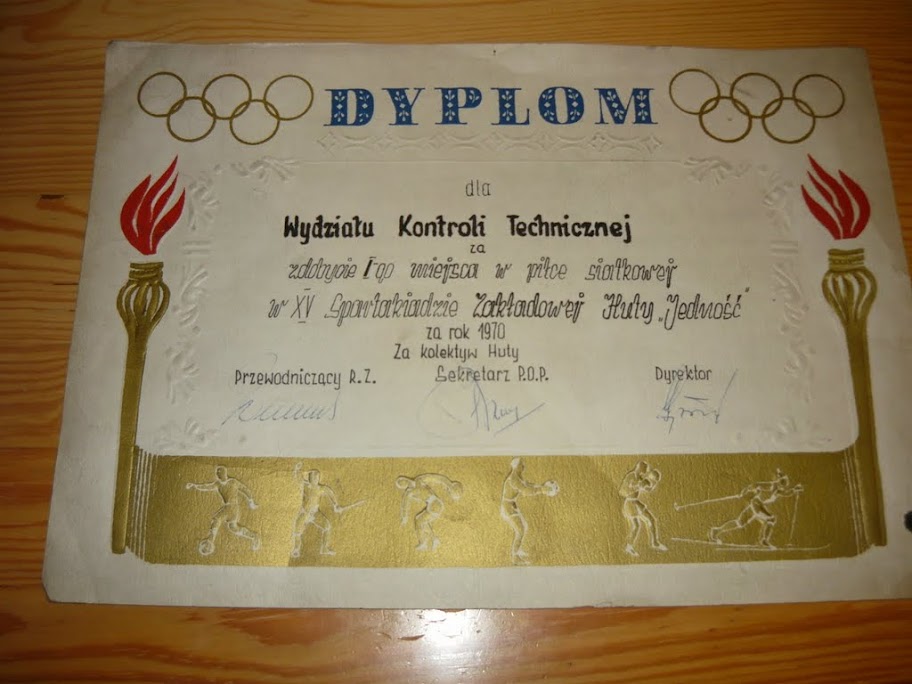 DYPLOM
dla
Wydziału Kontroli Technicznej
za
zdobycie I-go miejsca w piłce siatkowej
w XV Spartakiadzie Zakładowej Huty „Jedność”
za rok 1970
Za kolektyw Huty
Przewodniczący R.Z. Sekretarz P.O.P. Dyrektor